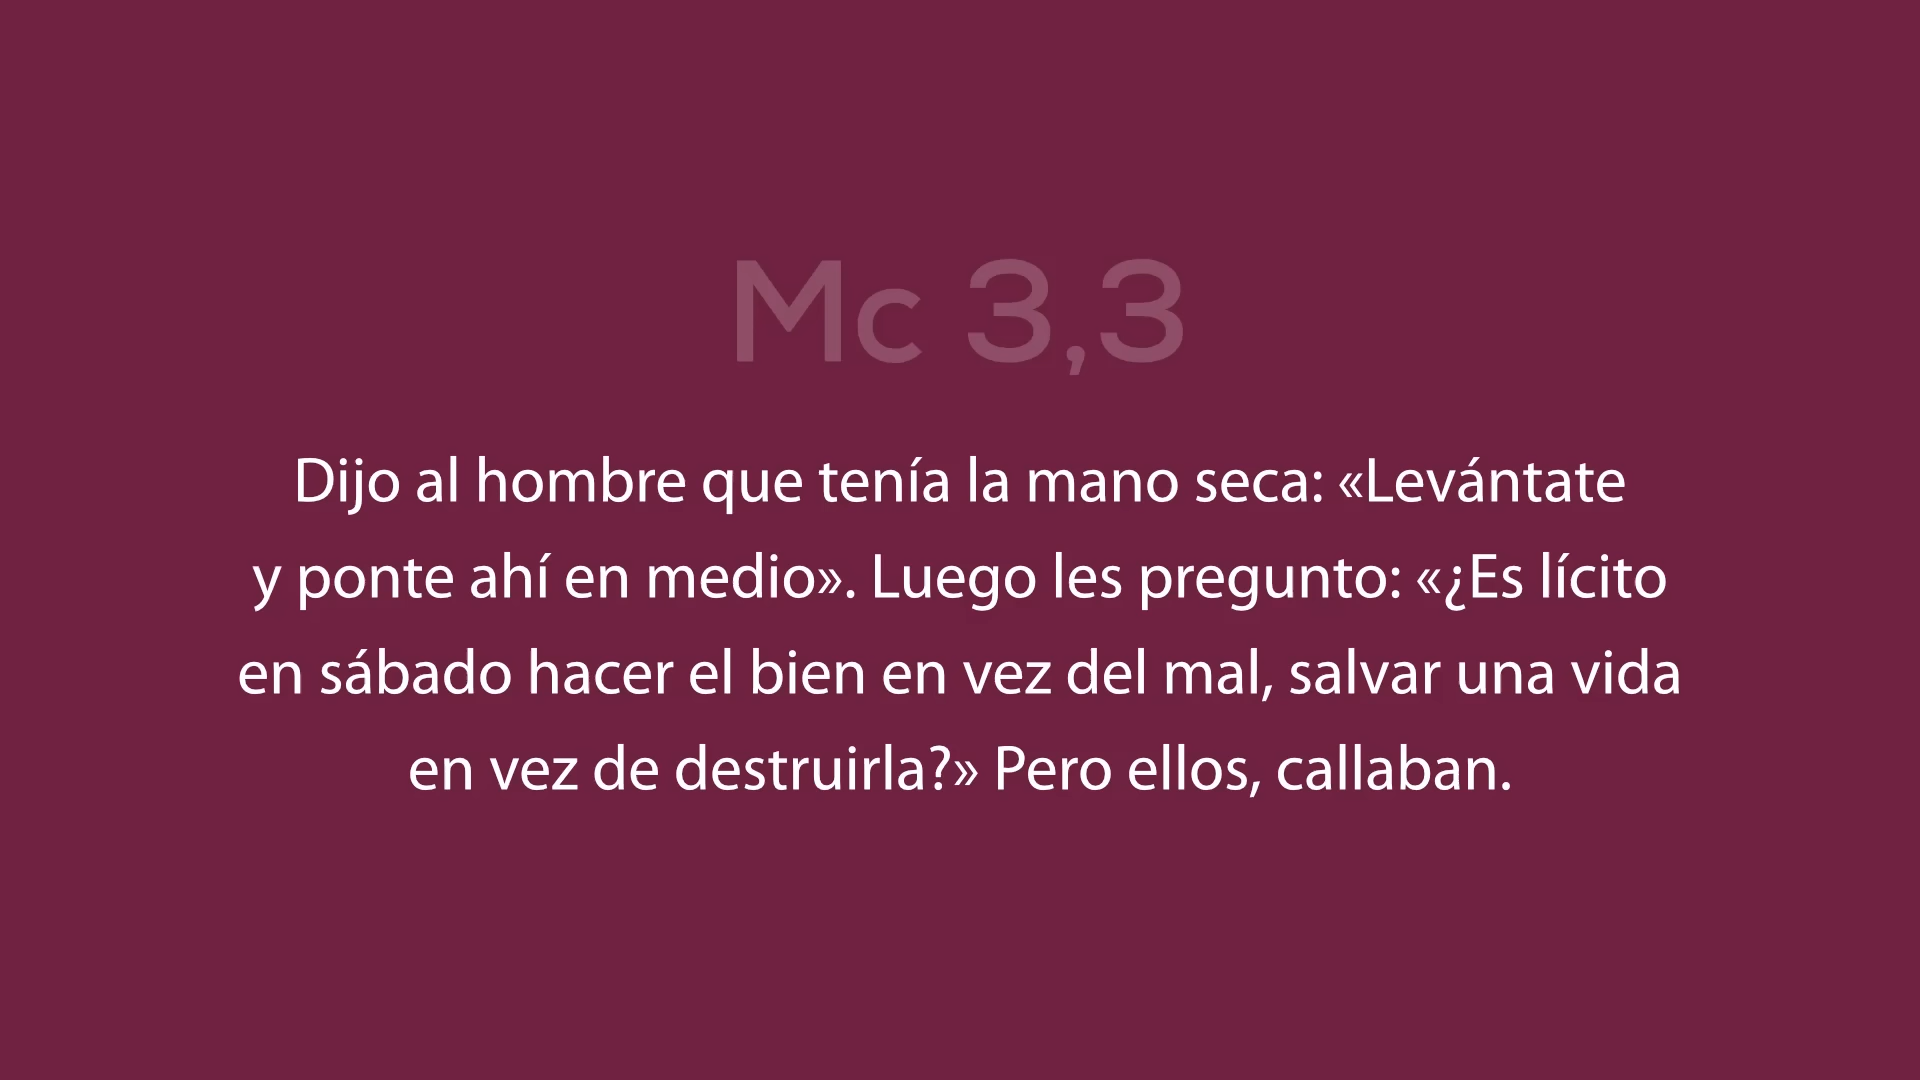 Mc 3,3
Dijo al hombre que tenía la mano seca: «Levántate
y ponte ahí en medio». Luego les pregunto: «¿Es lícito
en sábado hacer el bien en vez del mal, salvar una vida
en vez de destruirla?» Pero ellos, callaban.